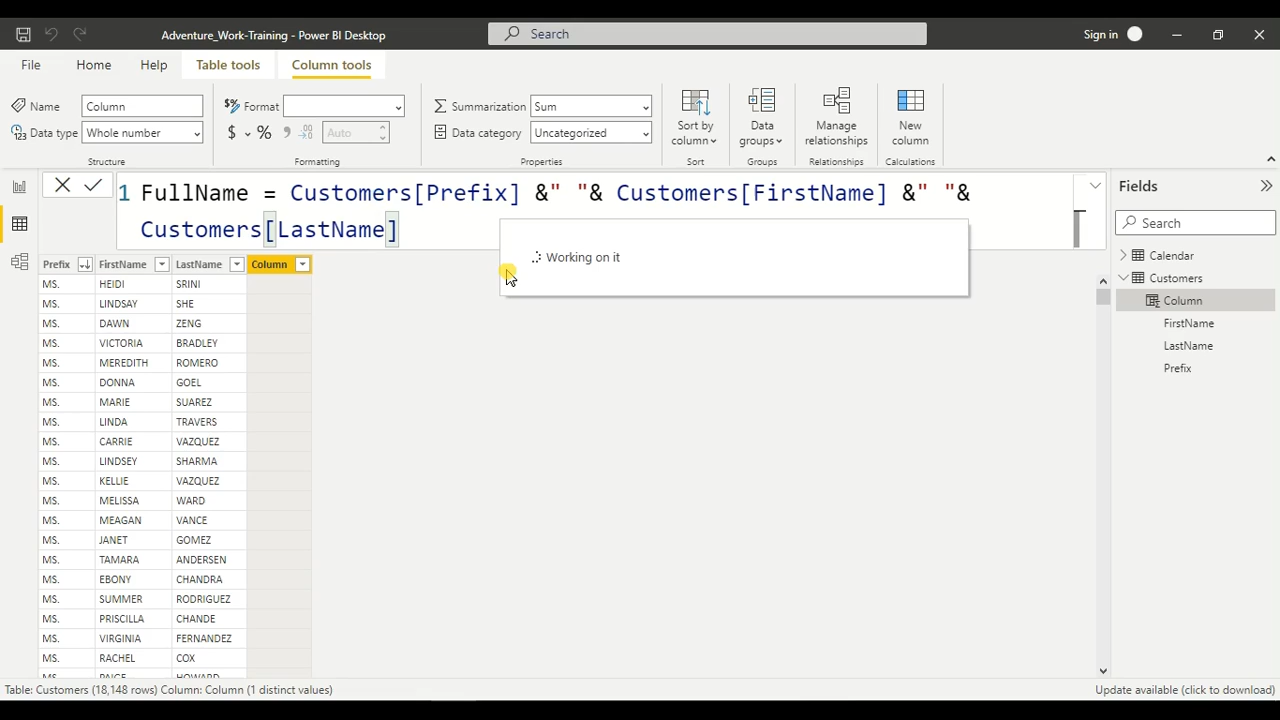 Adventure_Work-Training - Power BI Desktop
Search
Sign in
File
Home
Help
Table tools
Column tools
Name
Column
Data type
Whole number
Structure
Format
$ % 9 Auto
Formatting
Summarization
Sum
Data category
Uncategorized
Properties
Sort by
column
Sort
Data
groups
Groups
Manage
relationships
Relationships
New
column
Calculations
1 FullName = Customers[Prefix] &" "& Customers[FirstName] &" "&
Customers[LastName]
Working on it
Prefix FirstName LastName Column
MS. HEIDI SRINI
MS. LINDSAY SHE
MS. DAWN ZENG
MS. VICTORIA BRADLEY
MS. MEREDITH ROMERO
MS. DONNA GOEL
MS. MARIE SUAREZ
MS. LINDA TRAVERS
MS. CARRIE VAZQUEZ
MS. LINDSEY SHARMA
MS. KELLIE VAZQUEZ
MS. MELISSA WARD
MS. MEAGAN VANCE
MS. JANET GOMEZ
MS. TAMARA ANDERSEN
MS. EBONY CHANDRA
MS. SUMMER RODRIGUEZ
MS. PRISCILLA CHANDE
MS. VIRGINIA FERNANDEZ
MS. RACHEL COX
MS. PAIGE HOWARD
Fields
Search
Calendar
Customers
Column
FirstName
LastName
Prefix
Table: Customers (18,148 rows) Column: Column (1 distinct values)
Update available (click to download)